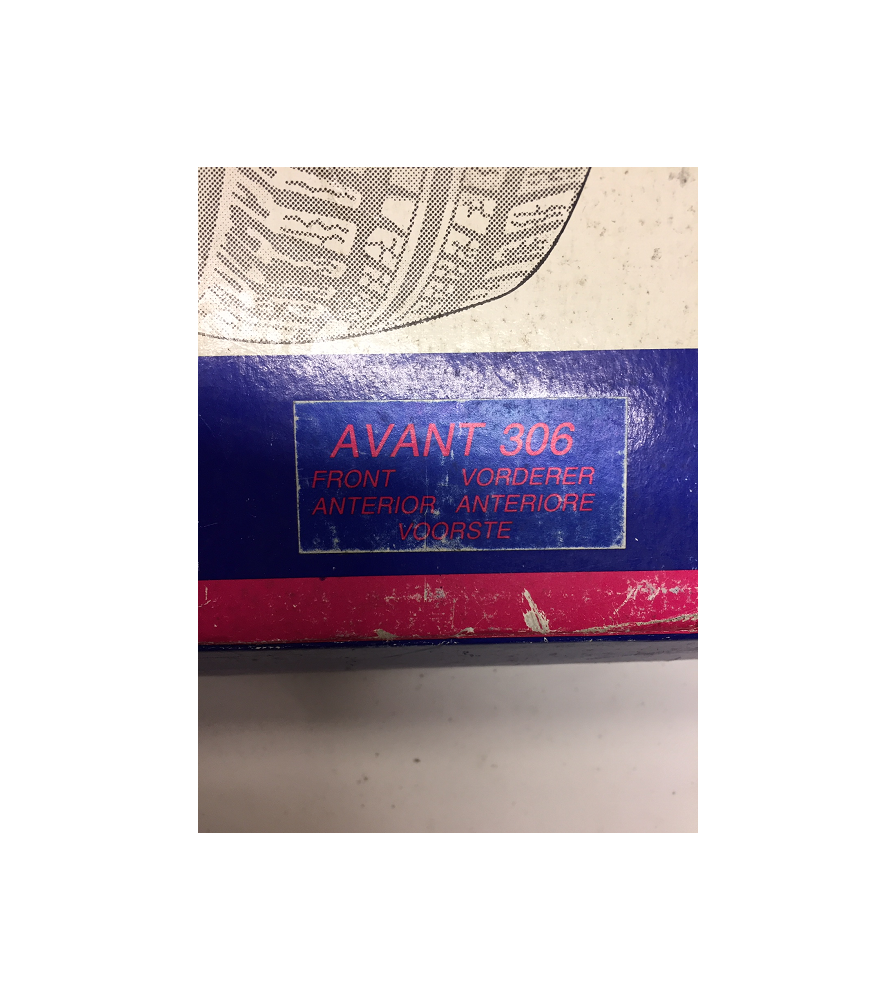 AVANT 306
FRONT VORDERER
ANTERIOR ANTERIORE
VOORSTE